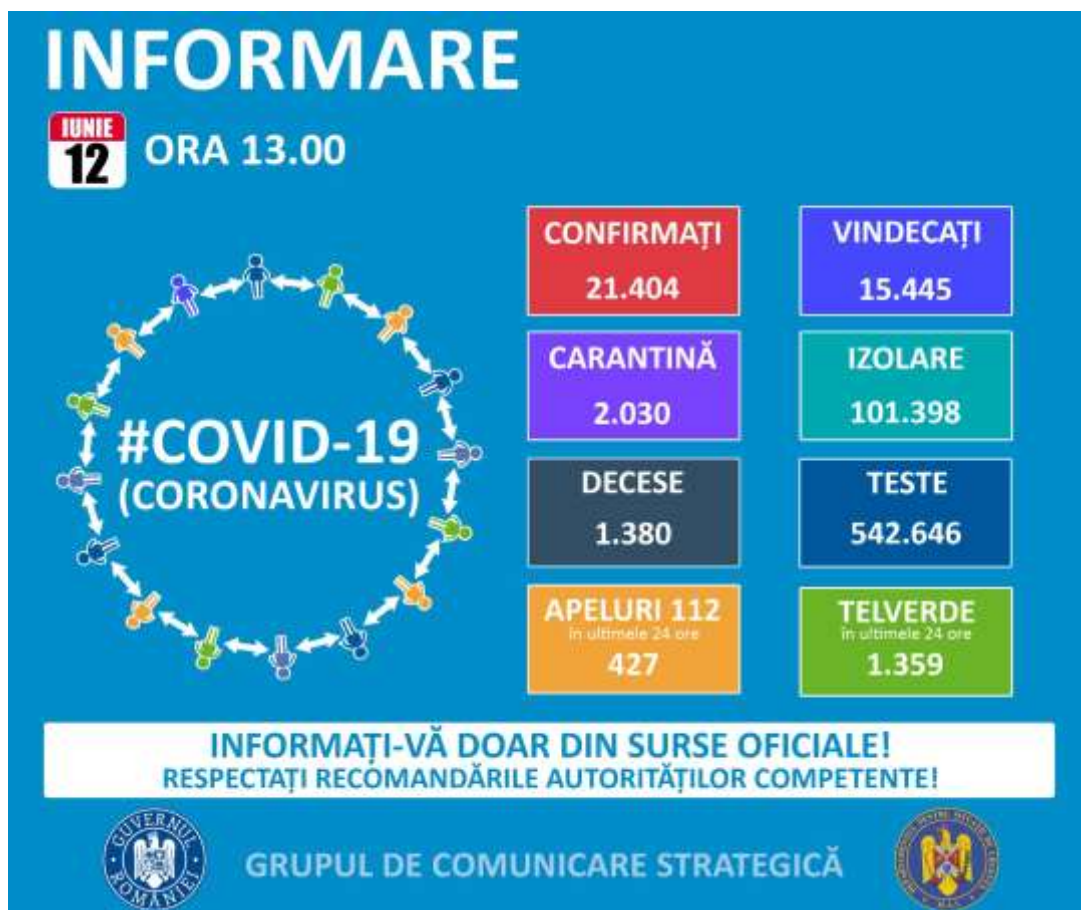 INFORMARE
IUNIE
12
ORA 13.00
#COVID-19
(CORONAVIRUS)
CONFIRMAȚI
21.404
VINDECAȚI
15.445
CARANTINĂ
2.030
IZOLARE
101.398
DECESE
1.380
TESTE
542.646
APELURI 112
în ultimele 24 ore
427
TELVERDE
în ultimele 24 ore
1.359
INFORMAȚI-VĂ DOAR DIN SURSE OFICIALE!
RESPECTAȚI RECOMANDĂRILE AUTORITĂȚILOR COMPETENTE!
GUVERNUL
ROMÂNIEI
GRUPUL DE COMUNICARE STRATEGICĂ